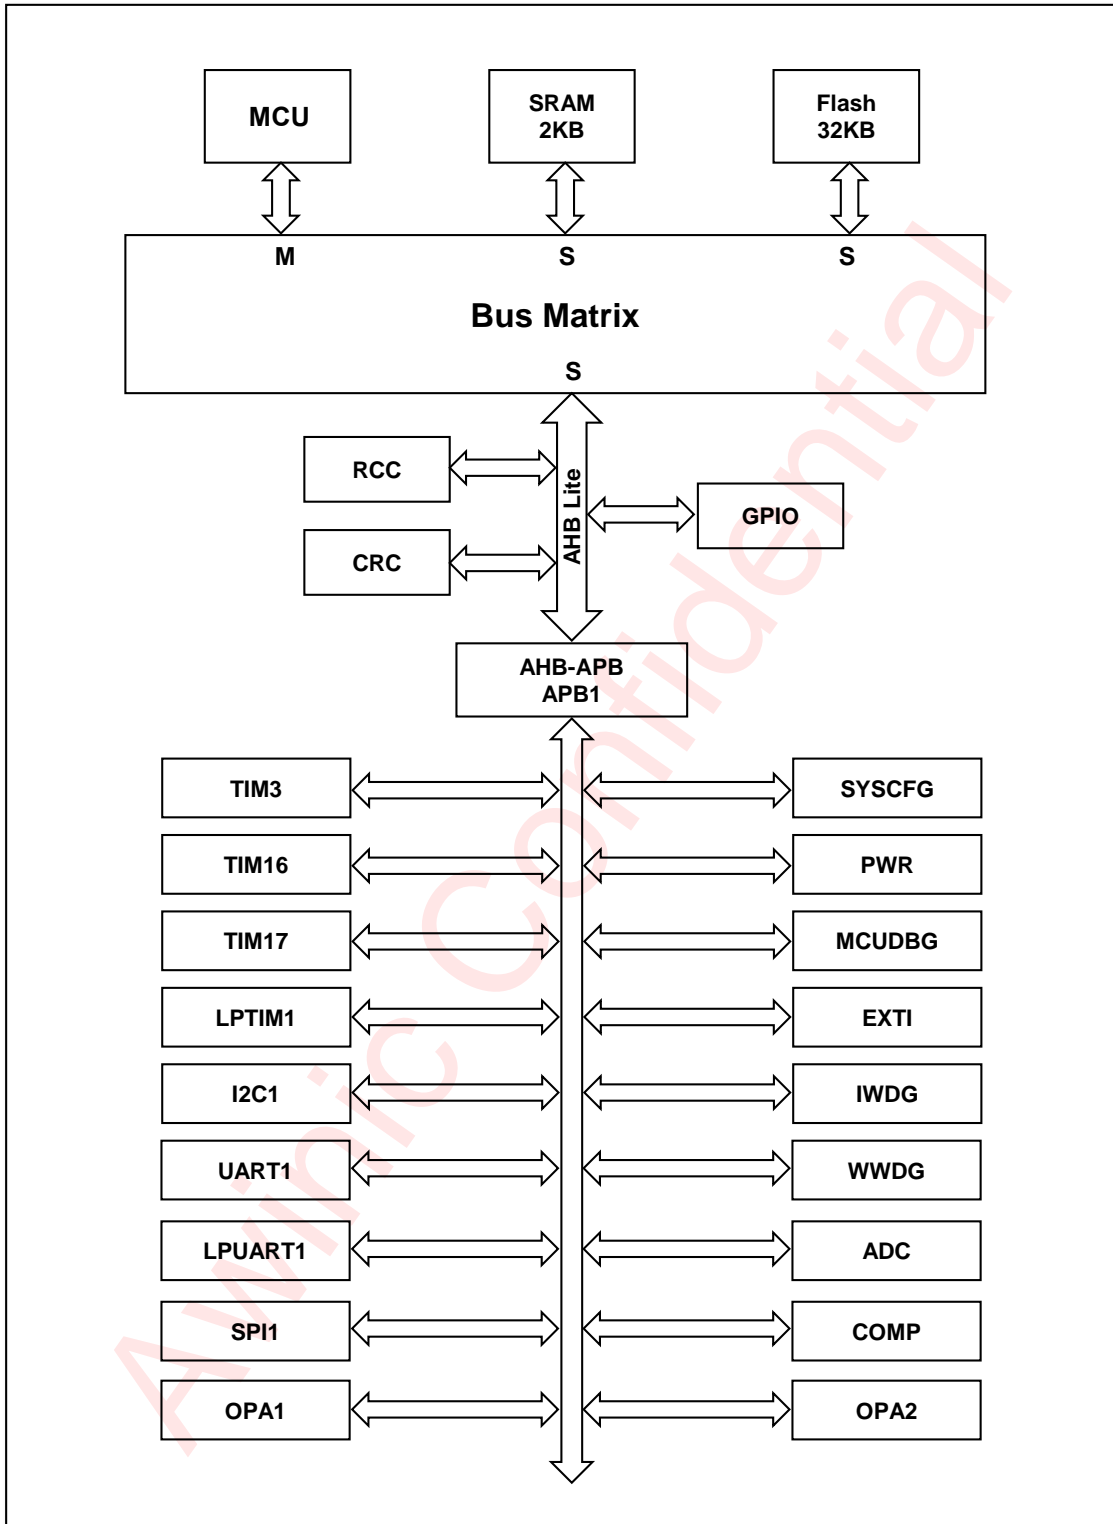 MCU
SRAM
2KB
Flash
32KB
M
S
S
Bus Matrix
S
RCC
AHB Lite
GPIO
CRC
AHB-APB
APB1
TIM3
SYSCFG
TIM16
PWR
TIM17
MCUDBG
LPTIM1
EXTI
I2C1
IWDG
UART1
WWDG
LPUART1
ADC
SPI1
COMP
OPA1
OPA2
Awinic Confidential